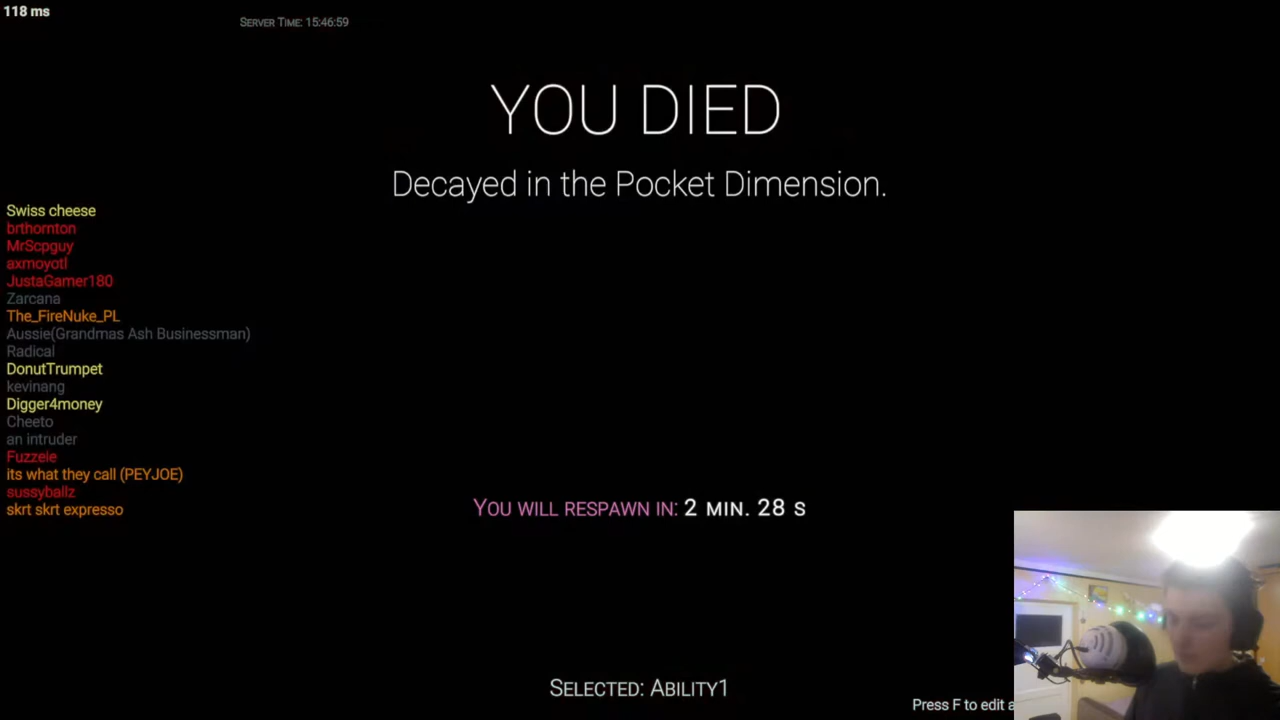 118 ms
SERVER TIME: 15:46:59
YOU DIED
Decayed in the Pocket Dimension.
Swiss cheese
brthornton
MrScpguy
axmoyotl
JustaGamer180
Zarcana
The_FireNuke_PL
Aussie(Grandmas Ash Businessman)
Radical
DonutTrumpet
kevinang
Digger4money
Cheeto
an intruder
Fuzzele
its what they call (PEYJOE)
sussyballz
skrt skrt expresso
YOU WILL RESPAWN IN: 2 MIN. 28 S
SELECTED: ABILITY1
Press F to edit a